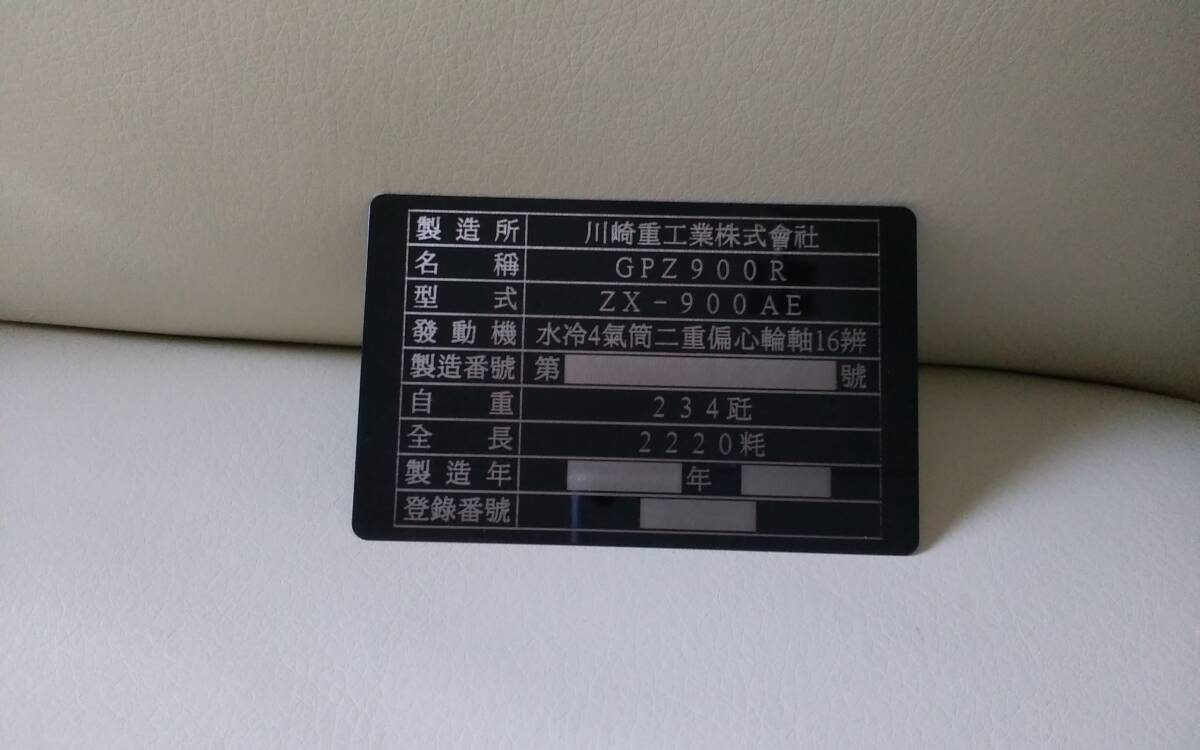 製造所 川崎重工業株式會社
名稱 GPZ900R
型式 ZX-900AE
發動機 水冷4氣筒二重偏心輪軸16辨
製造番號 第 號
自重 234瓩
全長 2220粍
製造年 年
登錄番號